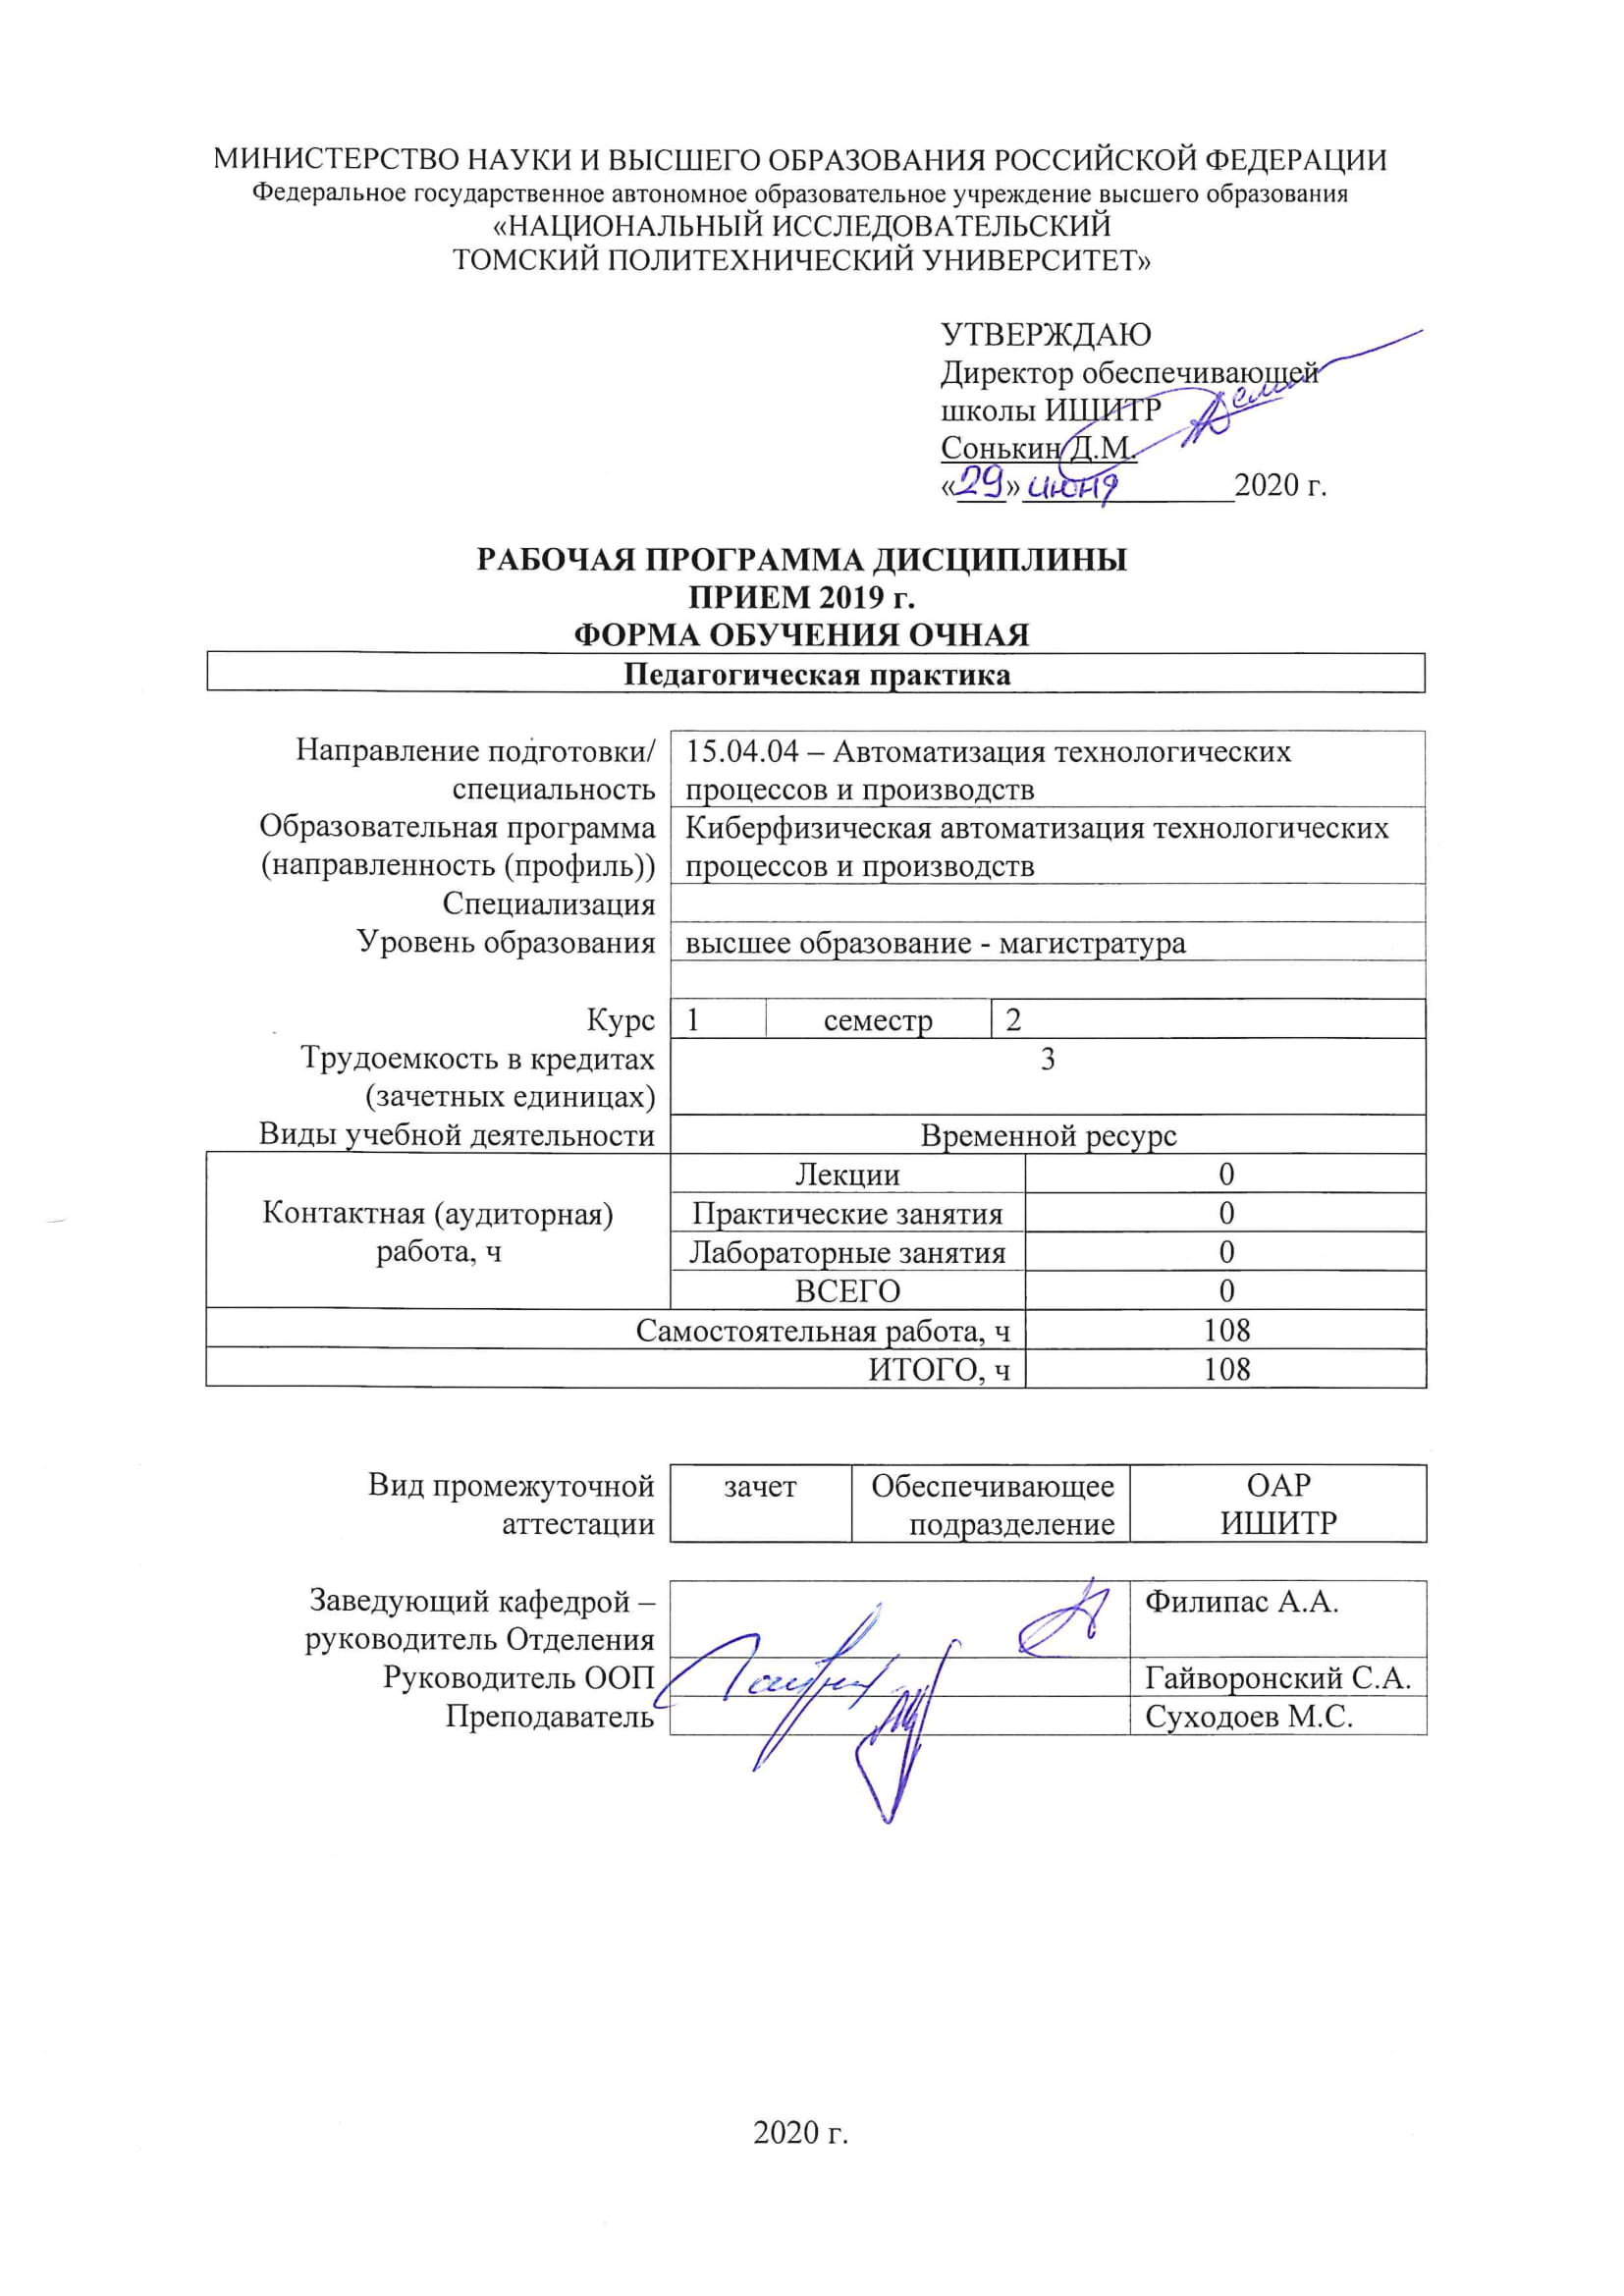 МИНИСТЕРСТВО НАУКИ И ВЫСШЕГО ОБРАЗОВАНИЯ РОССИЙСКОЙ ФЕДЕРАЦИИ
Федеральное государственное автономное образовательное учреждение высшего образования
«НАЦИОНАЛЬНЫЙ ИССЛЕДОВАТЕЛЬСКИЙ
ТОМСКИЙ ПОЛИТЕХНИЧЕСКИЙ УНИВЕРСИТЕТ»
УТВЕРЖДАЮ
Директор обеспечивающей
школы ИШИТР
Сонькин Д.М.
«29» июня 2020 г.
РАБОЧАЯ ПРОГРАММА ДИСЦИПЛИНЫ
ПРИЕМ 2019 г.
ФОРМА ОБУЧЕНИЯ ОЧНАЯ
Педагогическая практика
Направление подготовки/ 15.04.04 – Автоматизация технологических
специальность процессов и производств
Образовательная программа Киберфизическая автоматизация технологических
(направленность (профиль)) процессов и производств
Специализация
Уровень образования высшее образование - магистратура
Курс 1 семестр 2
Трудоемкость в кредитах 3
(зачетных единицах)
Виды учебной деятельности Временной ресурс
Контактная (аудиторная)
работа, ч
Лекции 0
Практические занятия 0
Лабораторные занятия 0
ВСЕГО 0
Самостоятельная работа, ч 108
ИТОГО, ч 108
Вид промежуточной зачет Обеспечивающее ОАР
аттестации подразделение ИШИТР
Заведующий кафедрой – Филипас А.А.
руководитель Отделения
Руководитель ООП Гайворонский С.А.
Преподаватель Суходоев М.С.
2020 г.